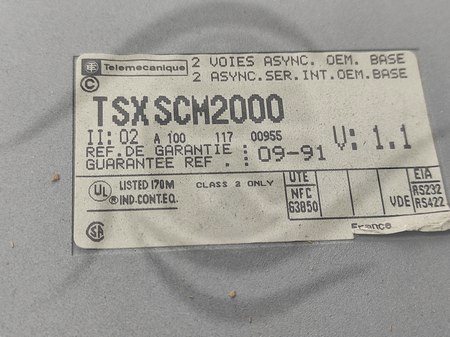 Telemecanique
2 VOIES ASYNC. OEM. BASE
2 ASYNC.SER.INT.OEM.BASE
©
TSX SCM2000
II: 02 A 100 117 00955
V: 1.1
REF. DE GARANTIE :
GUARANTEE REF . : 09-91
UL LISTED 170M
® IND.CONT.EQ.
CLASS 2 ONLY
UTE
NFC
63850
VDE
EIA
RS232
RS422
SA
France